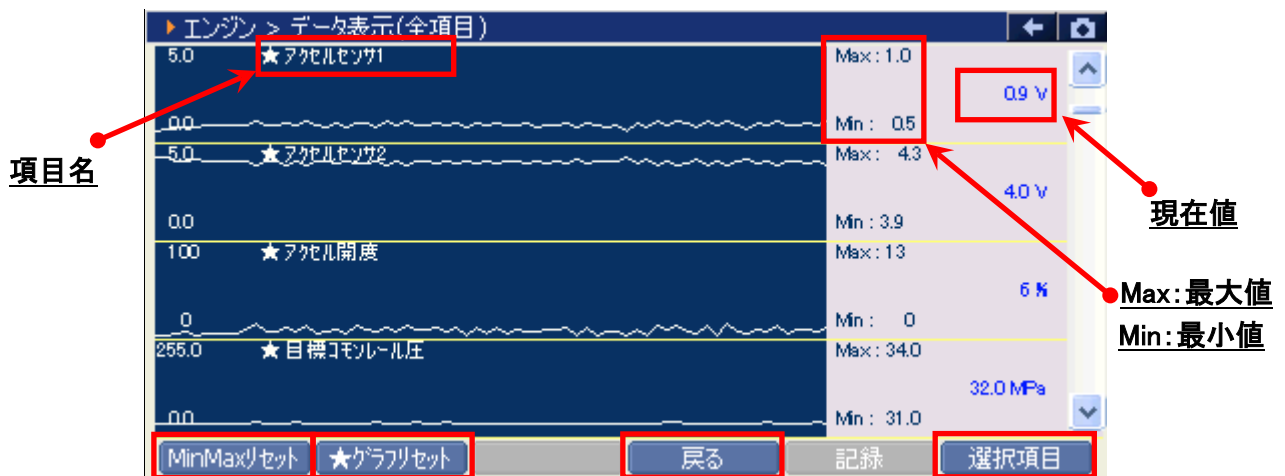 エンジン > データ表示(全項目)
5.0 ★アクセルセンサ1 Max : 1.0
0.9 V
0.0 Min : 0.5
項目名
5.0 ★アクセルセンサ2 Max : 4.3
4.0 V
現在値
0.0 Min : 3.9
100 ★アクセル開度 Max : 13
6 %
Max:最大値
0 Min : 0
Min:最小値
255.0 ★目標コモンレール圧 Max : 34.0
32.0 MPa
0.0 Min : 31.0
MinMaxリセット ★グラフリセット 戻る 記録 選択項目